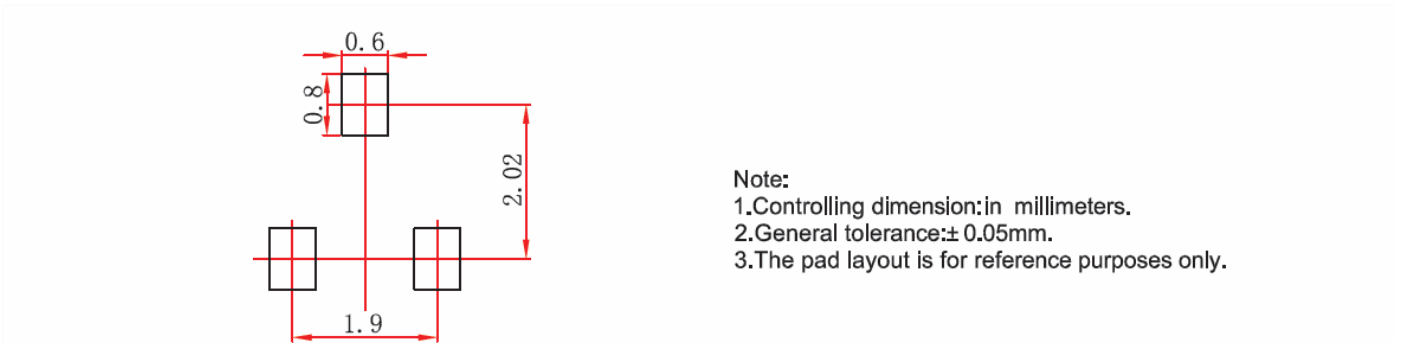 0.6
0.8
2.02
1.9
Note:
1.Controlling dimension:in millimeters.
2.General tolerance:± 0.05mm.
3.The pad layout is for reference purposes only.